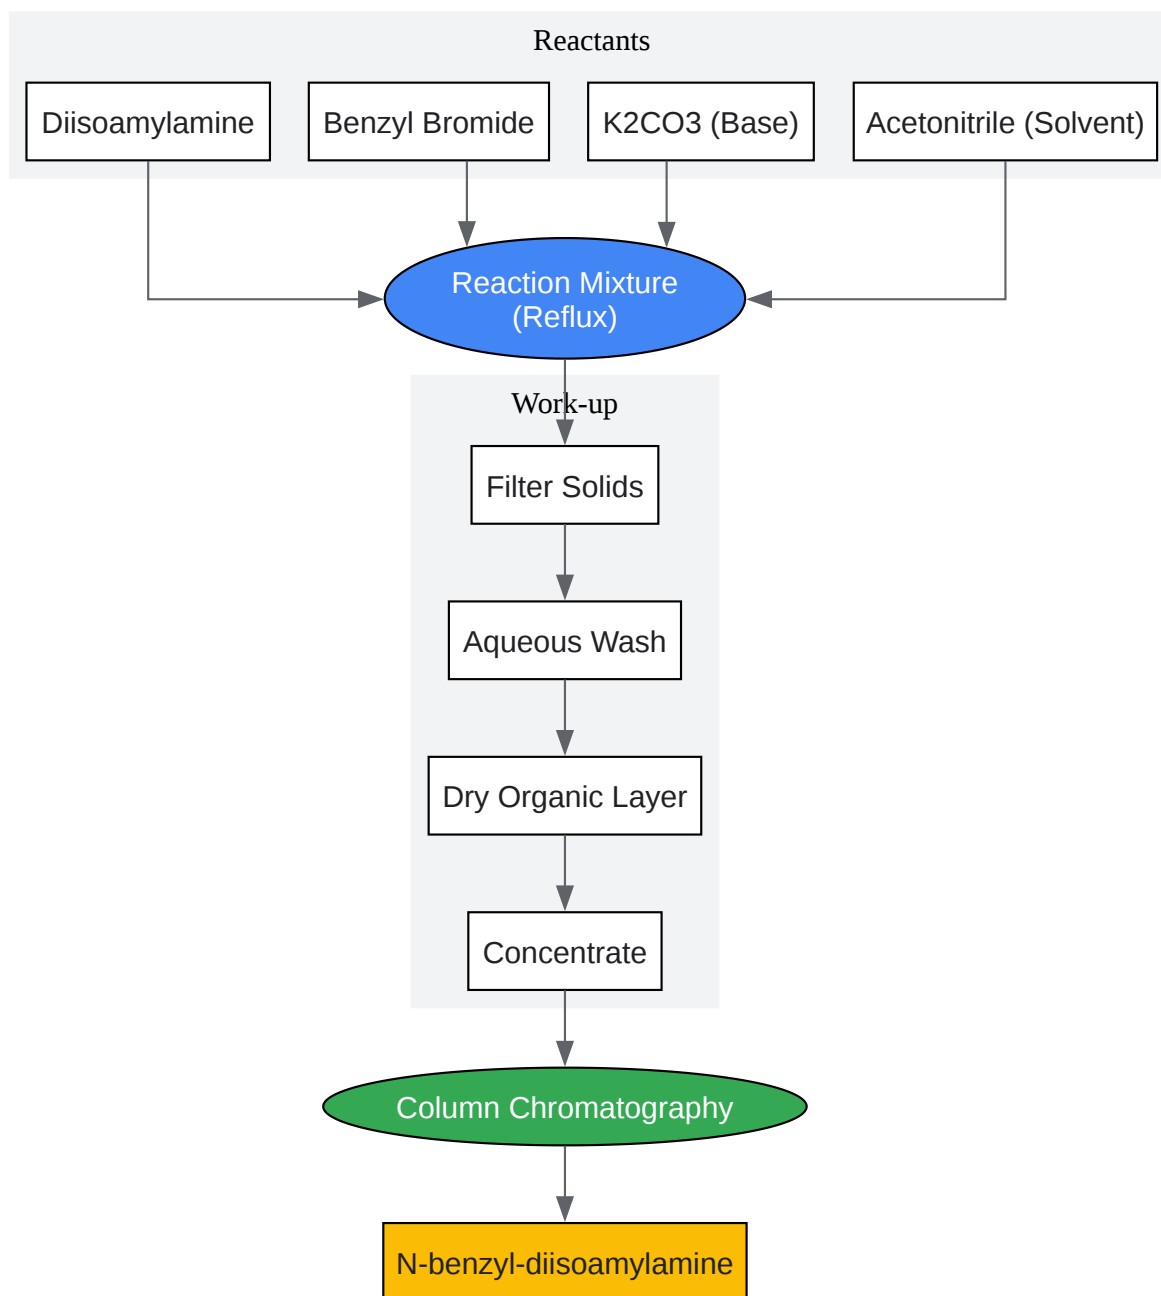 Reactants
Diisoamylamine
Benzyl Bromide
K2CO3 (Base)
Acetonitrile (Solvent)
Reaction Mixture
(Reflux)
Work-up
Filter Solids
Aqueous Wash
Dry Organic Layer
Concentrate
Column Chromatography
N-benzyl-diisoamylamine